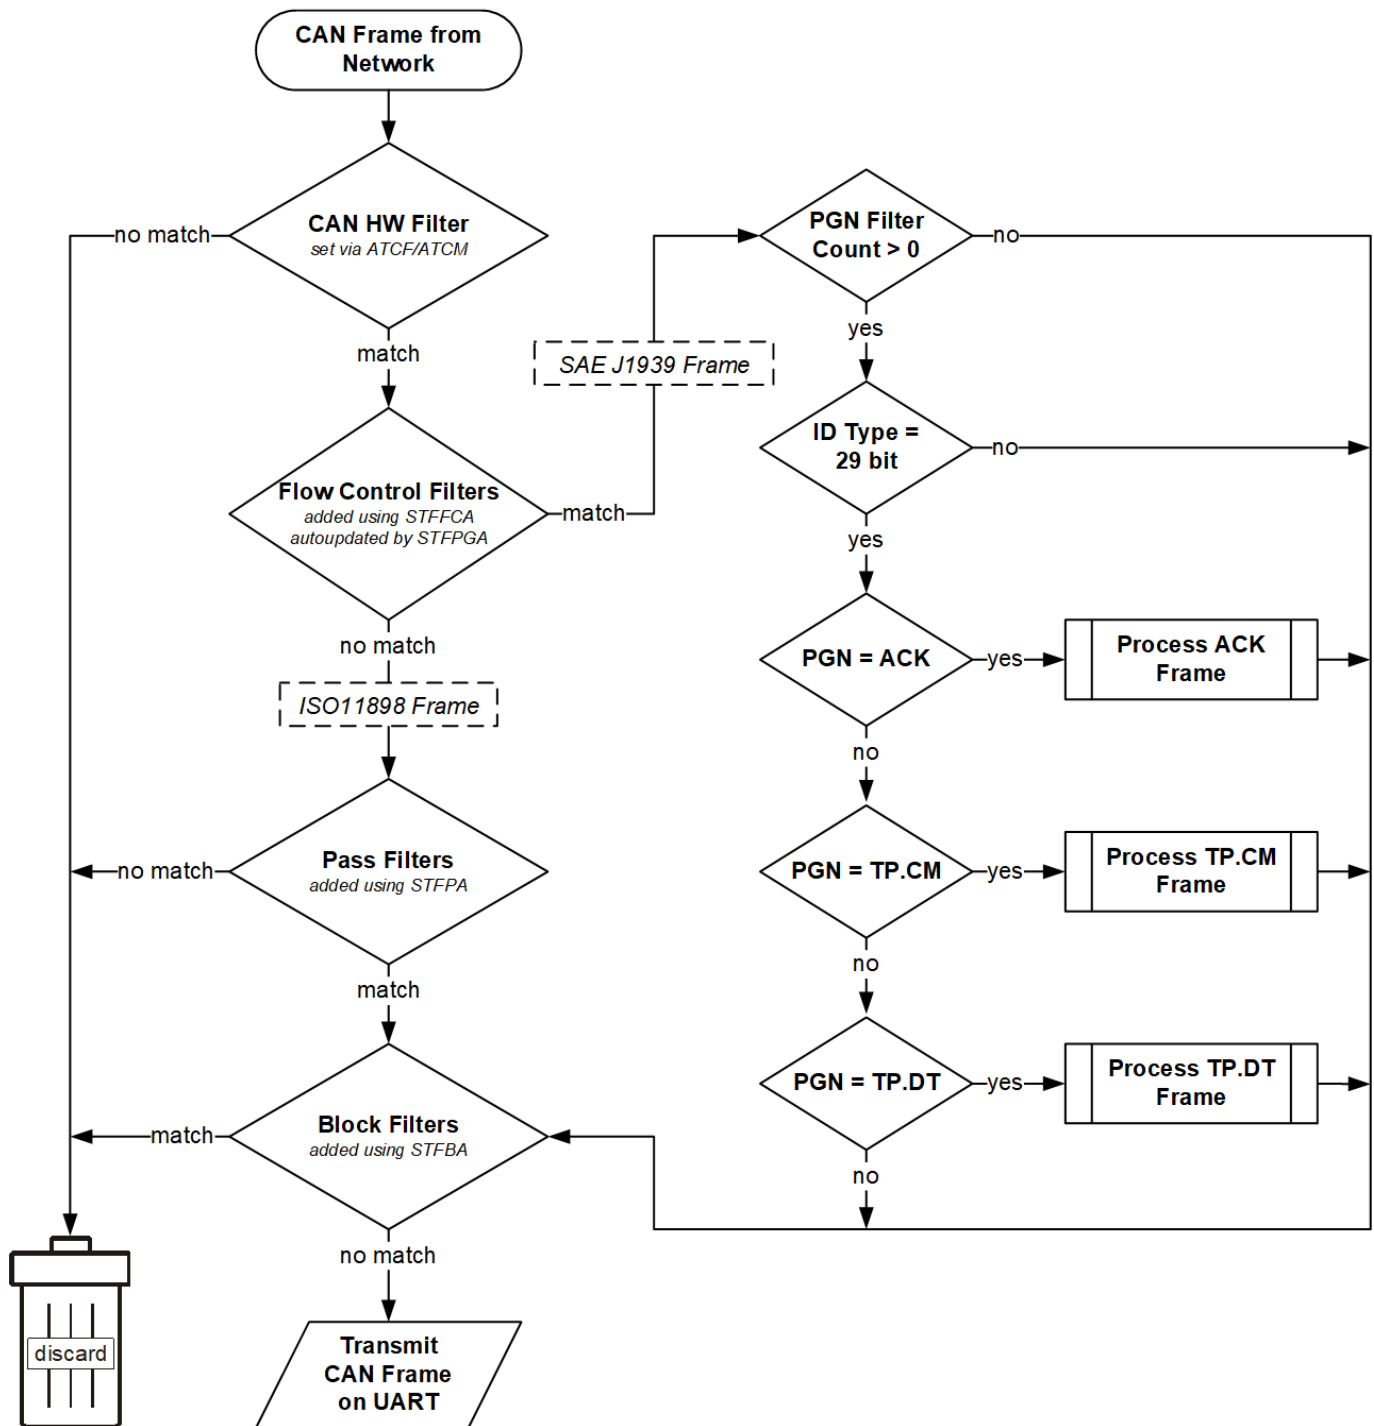 CAN Frame from
Network
CAN HW Filter
set via ATCF/ATCM
no match
match
Flow Control Filters
added using STFFCA
autoupdated by STFPGA
match
no match
SAE J1939 Frame
ISO11898 Frame
Pass Filters
added using STFPA
no match
match
Block Filters
added using STFBA
match
no match
discard
Transmit
CAN Frame
on UART
PGN Filter
Count > 0
no
yes
ID Type =
29 bit
no
yes
PGN = ACK
yes
Process ACK
Frame
no
PGN = TP.CM
yes
Process TP.CM
Frame
no
PGN = TP.DT
yes
Process TP.DT
Frame
no